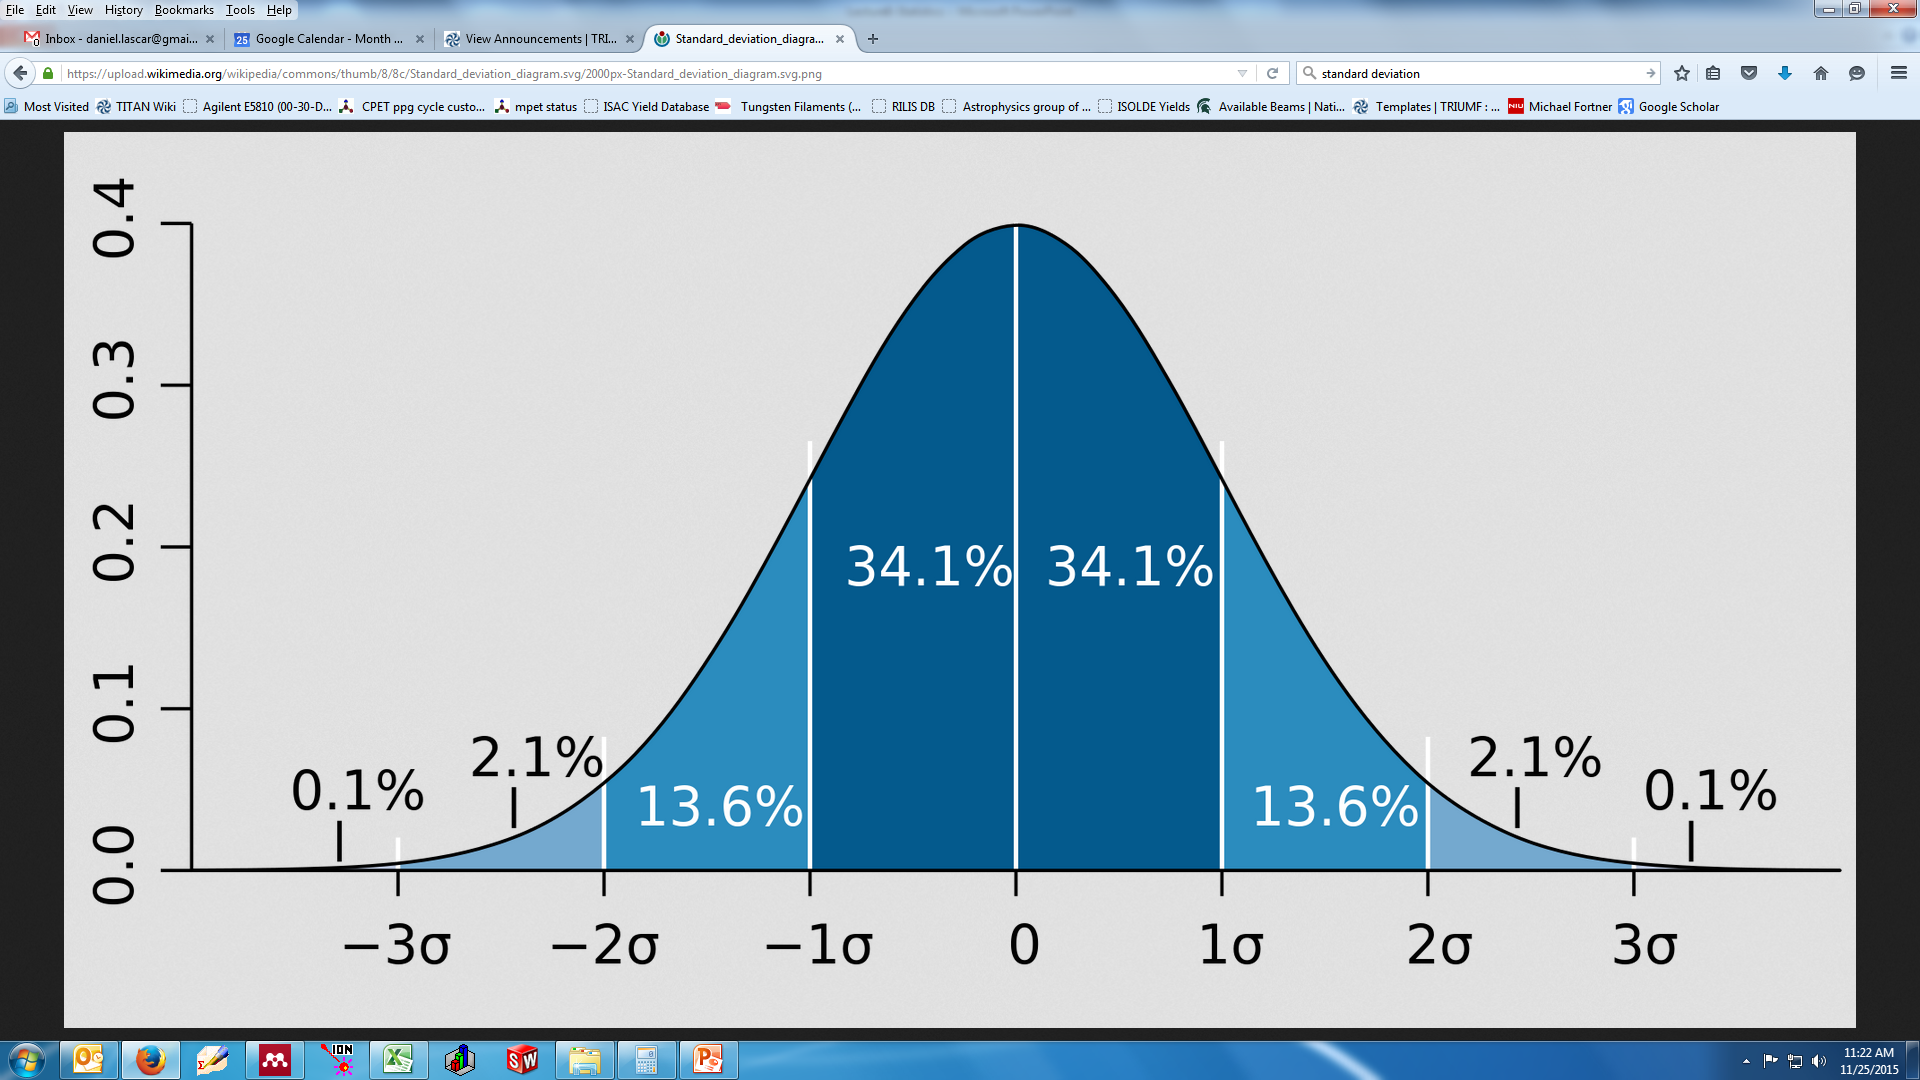 File Edit View History Bookmarks Tools Help
Inbox - daniel.lascar@gmai... Google Calendar - Month ... View Announcements | TRI... Standard_deviation_diagra...
https://upload.wikimedia.org/wikipedia/commons/thumb/8/8c/Standard_deviation_diagram.svg/2000px-Standard_deviation_diagram.svg.png standard deviation
Most Visited TITAN Wiki Agilent E5810 (00-30-D... CPET ppg cycle custo... mpet status ISAC Yield Database Tungsten Filaments (... RILIS DB Astrophysics group of ... ISOLDE Yields Available Beams | Nati... Templates | TRIUMF : ... NIU Michael Fortner Google Scholar
0.4
0.3
0.2
0.1
0.0
34.1% 34.1%
0.1% 2.1% 13.6% 13.6% 2.1% 0.1%
−3σ −2σ −1σ 0 1σ 2σ 3σ
ION
SW
11:22 AM
11/25/2015